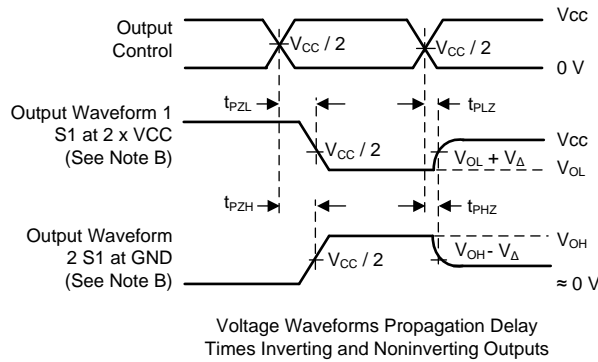 Output
Control
VCC / 2
VCC / 2
Vcc
0 V
tPZL
tPLZ
Output Waveform 1
S1 at 2 x VCC
(See Note B)
VCC / 2
VOL + VΔ
Vcc
VOL
tPZH
tPHZ
Output Waveform
2 S1 at GND
(See Note B)
VCC / 2
VOH - VΔ
VOH
≈ 0 V
Voltage Waveforms Propagation Delay
Times Inverting and Noninverting Outputs